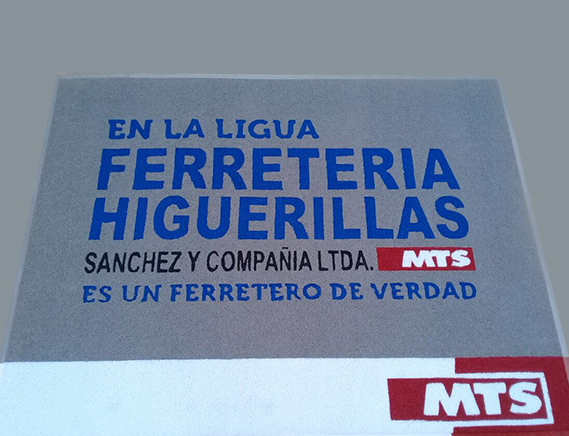 EN LA LIGUA
FERRETERIA
HIGUERILLAS
SANCHEZ Y COMPAÑIA LTDA. MTS
ES UN FERRETERO DE VERDAD
MTS